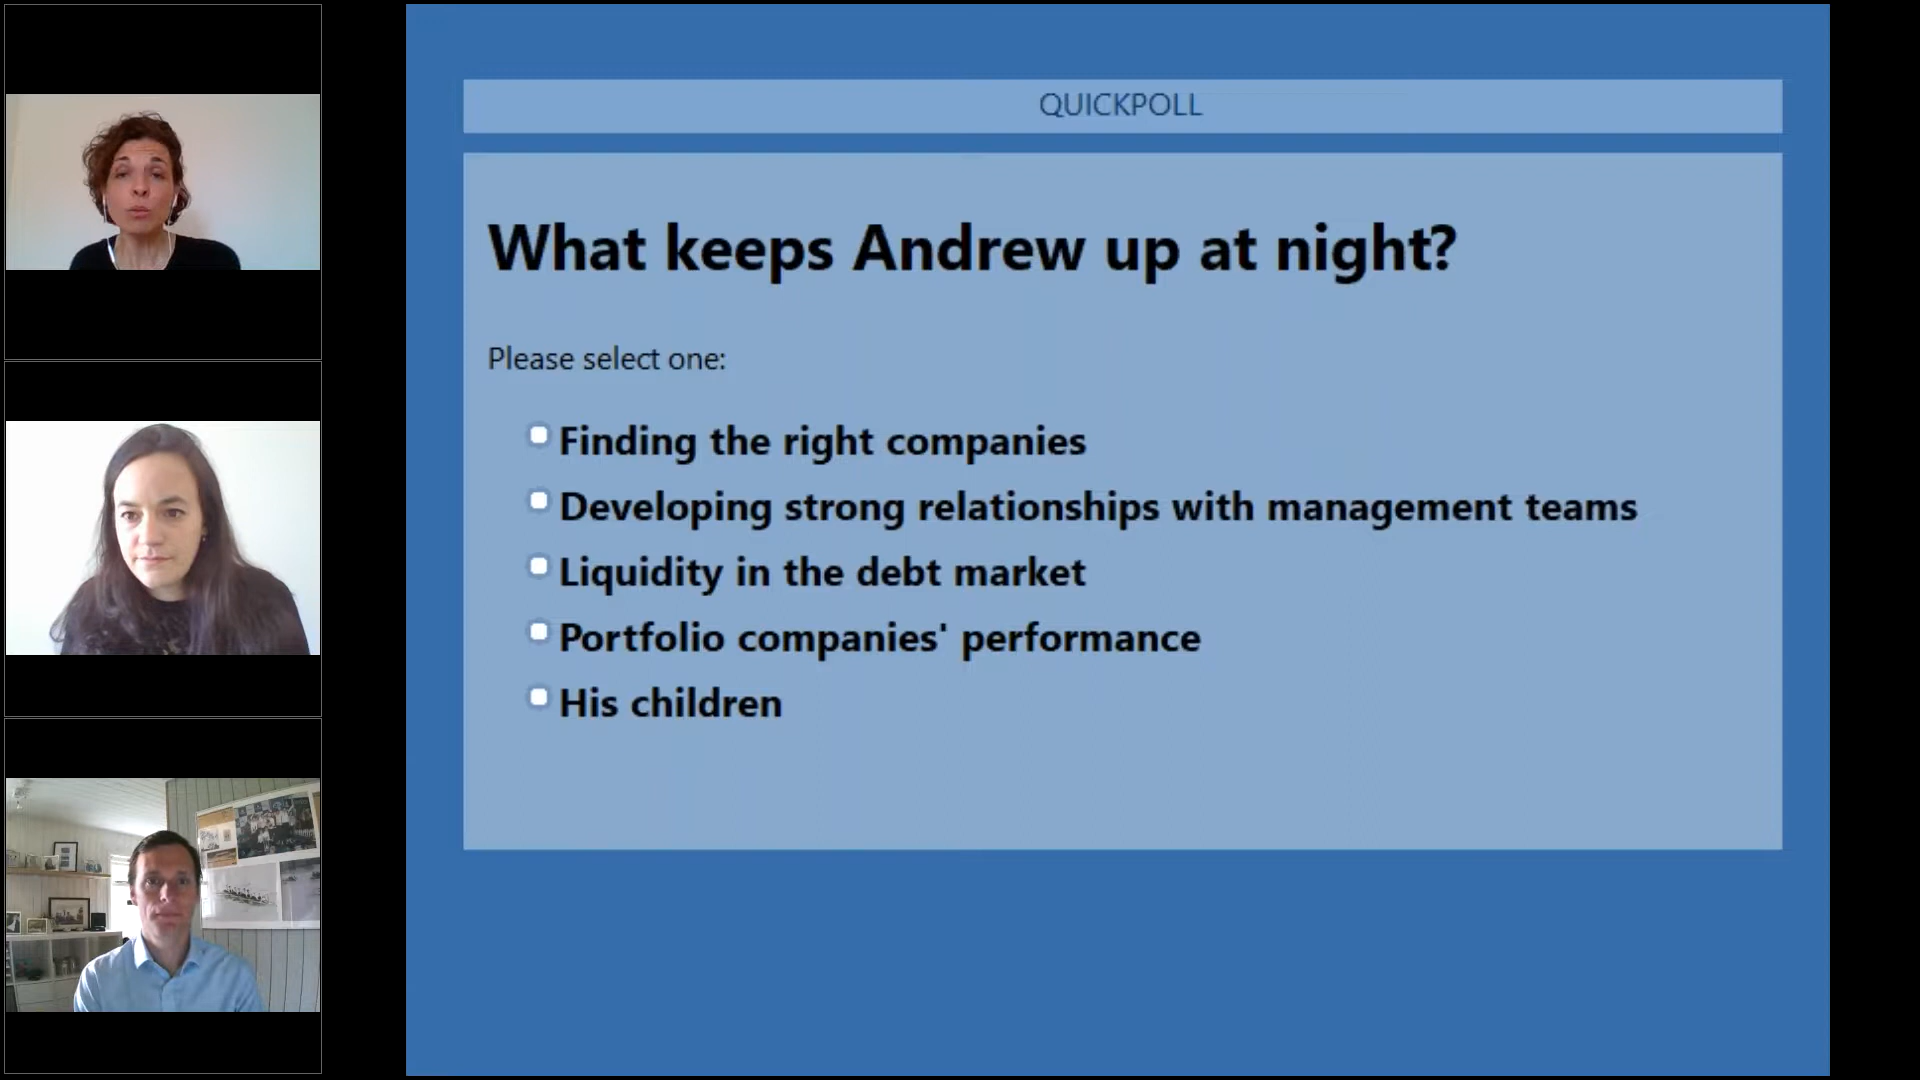 QUICKPOLL
What keeps Andrew up at night?
Please select one:
Finding the right companies
Developing strong relationships with management teams
Liquidity in the debt market
Portfolio companies' performance
His children